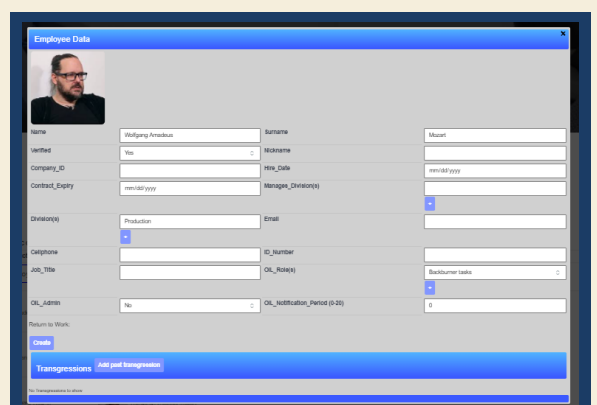 Employee Data
x
Name Wolfgang Amadeus Surname Mozart
Verified Yes Nickname
Company_ID Hire_Date mm/dd/yyyy
Contract_Expiry mm/dd/yyyy Manages_Division(s)
Division(s) Production Email
Cellphone ID_Number
Job_Title OIL_Role(s) Backburner tasks
OIL_Admin No OIL_Notification_Period (0-20) 0
Return to Work:
Create
Transgressions Add past transgression
No transgressions to show